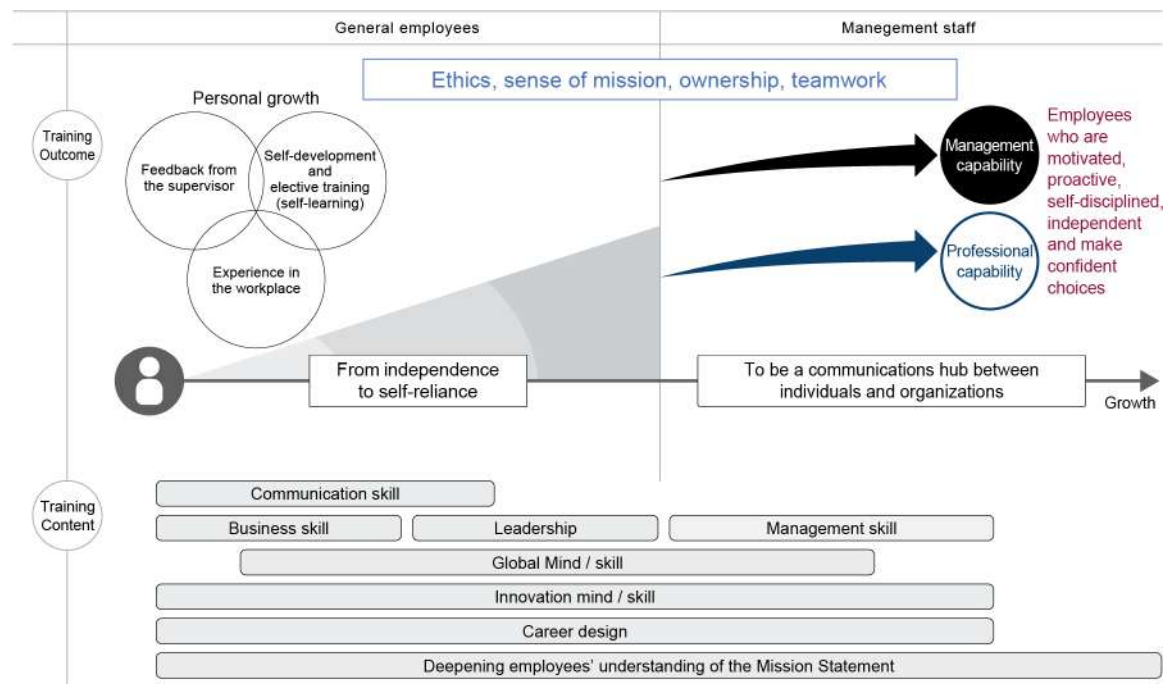 General employees
Manegement staff
Ethics, sense of mission, ownership, teamwork
Personal growth
Training
Outcome
Feedback from
the supervisor
Self-development
and
elective training
(self-learning)
Experience in
the workplace
Management
capability
Professional
capability
Employees
who are
motivated,
proactive,
self-disciplined,
independent
and make
confident
choices
From independence
to self-reliance
To be a communications hub between
individuals and organizations
Growth
Training
Content
Communication skill
Business skill
Leadership
Management skill
Global Mind / skill
Innovation mind / skill
Career design
Deepening employees' understanding of the Mission Statement